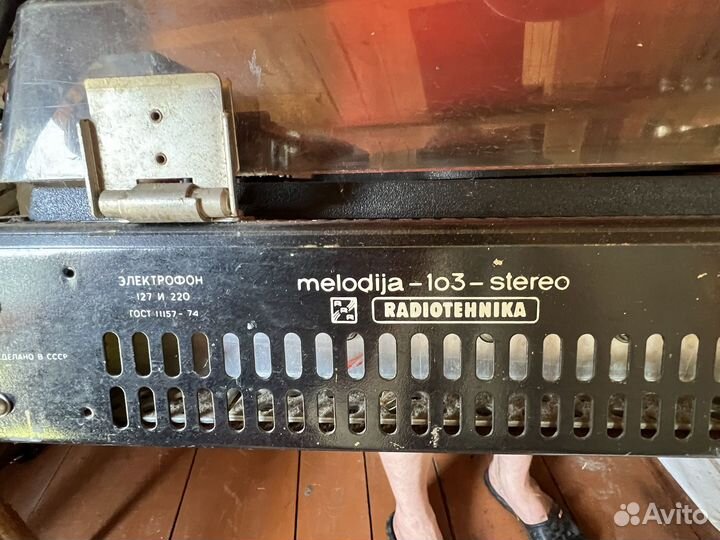 ЭЛЕКТРОФОН
127 И 220
ГОСТ 11157-74
СДЕЛАНО В СССР
melodija-103-stereo
RADIOTEHNIKA
Avito